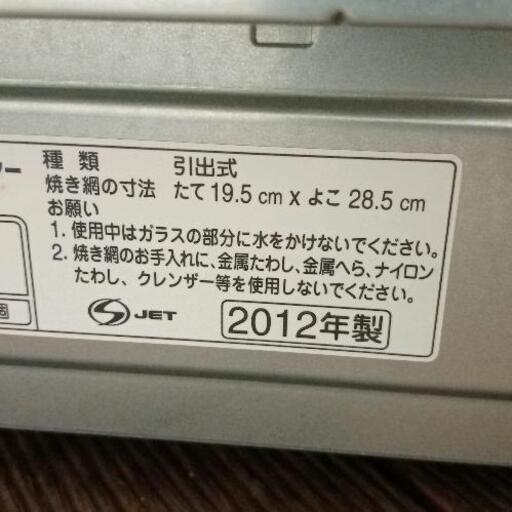 ー
種類 引出式
焼き網の寸法 たて 19.5 cm x よこ 28.5 cm
お願い
1. 使用中はガラスの部分に水をかけないでください。
2. 焼き網のお手入れに、金属たわし、金属へら、ナイロン
たわし、クレンザー等を使用しないでください。
個
S JET
2012年製